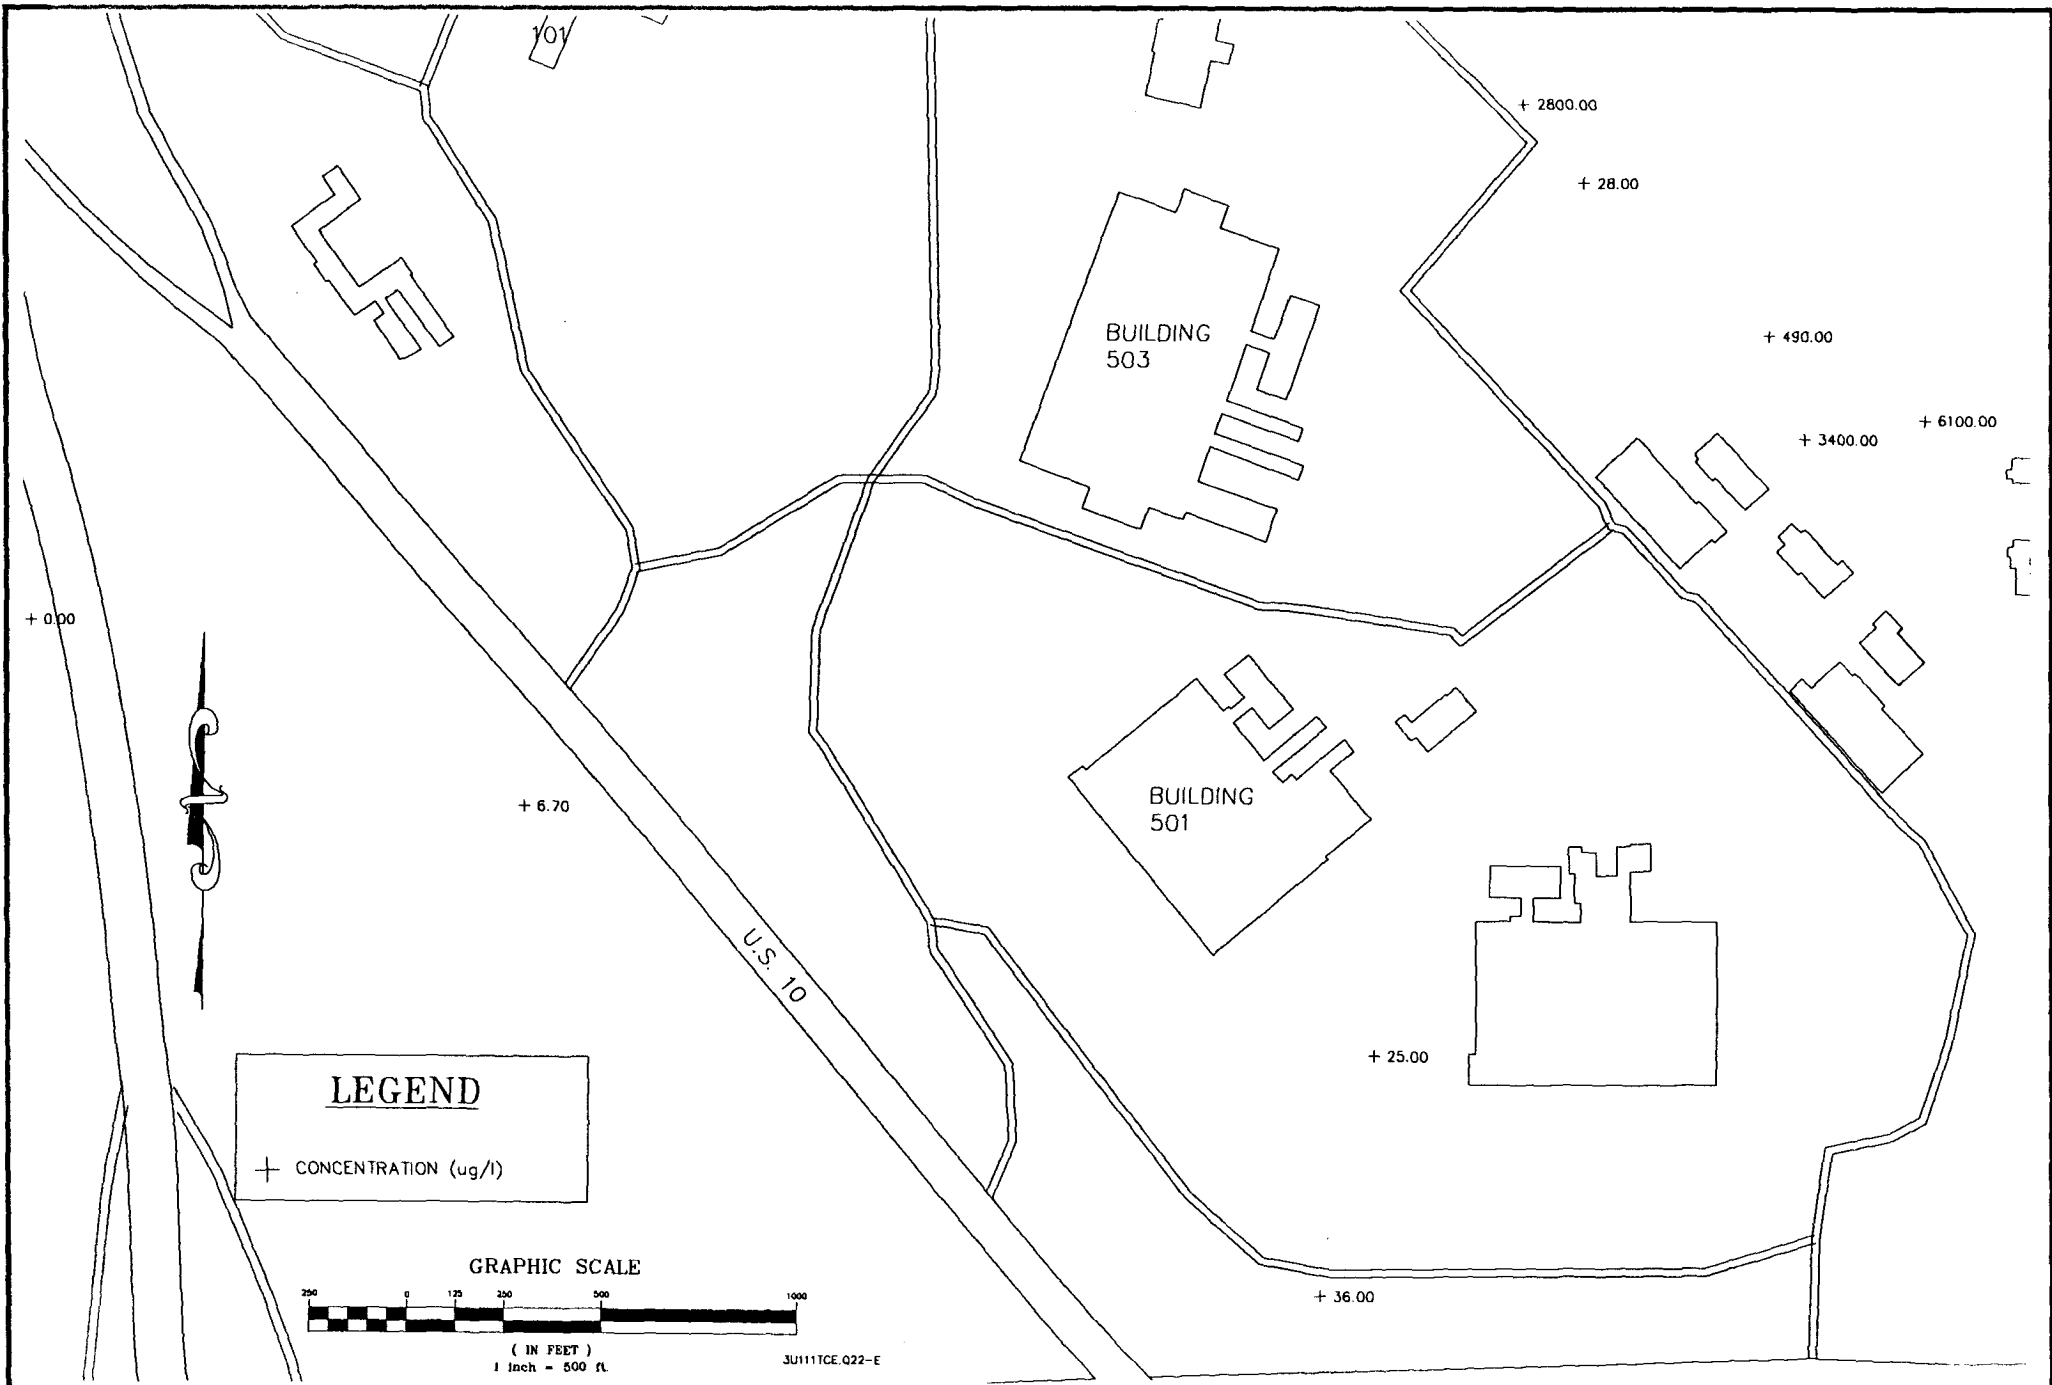 101
+ 2800.00
+ 28.00
BUILDING
503
+ 490.00
+ 6100.00
+ 3400.00
+ 0.00
+ 6.70
BUILDING
501
U.S. 10
+ 25.00
LEGEND
+ CONCENTRATION (ug/l)
GRAPHIC SCALE
250 0 125 250 500 1000
( IN FEET )
1 inch = 500 ft.
3U111TCE.Q22-E
+ 36.00